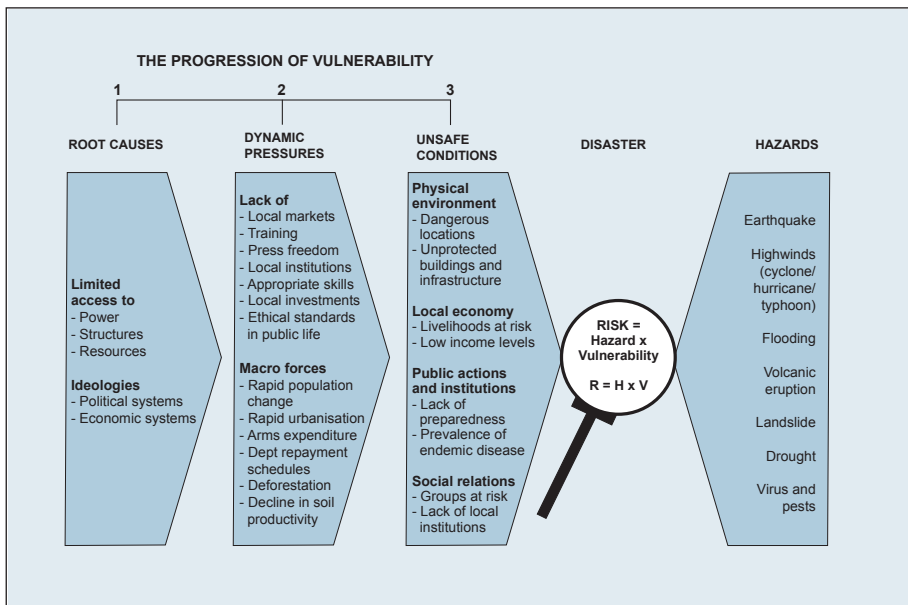 THE PROGRESSION OF VULNERABILITY
1
2
3
ROOT CAUSES
DYNAMIC
PRESSURES
UNSAFE
CONDITIONS
DISASTER
HAZARDS
Limited
access to
- Power
- Structures
- Resources
Ideologies
- Political systems
- Economic systems
Lack of
- Local markets
- Training
- Press freedom
- Local institutions
- Appropriate skills
- Local investments
- Ethical standards
in public life
Macro forces
- Rapid population
change
- Rapid urbanisation
- Arms expenditure
- Dept repayment
schedules
- Deforestation
- Decline in soil
productivity
Physical
environment
- Dangerous
locations
- Unprotected
buildings and
infrastructure
Local economy
- Livelihoods at risk
- Low income levels
Public actions
and institutions
- Lack of
preparedness
- Prevalence of
endemic disease
Social relations
- Groups at risk
- Lack of local
institutions
RISK =
Hazard x
Vulnerability
R = H x V
Earthquake
Highwinds
(cyclone/
hurricane/
typhoon)
Flooding
Volcanic
eruption
Landslide
Drought
Virus and
pests